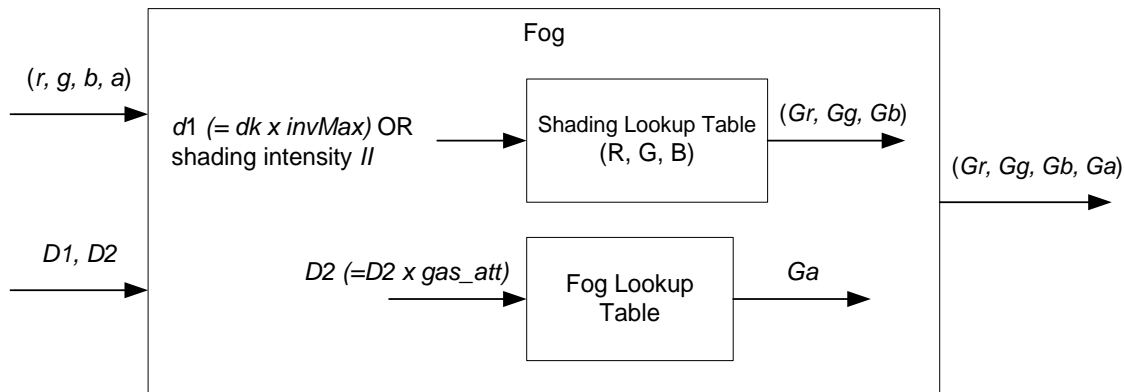 Fog
(r, g, b, a)
d1 (= dk x invMax) OR
shading intensity II
Shading Lookup Table
(R, G, B)
(Gr, Gg, Gb)
(Gr, Gg, Gb, Ga)
D1, D2
D2 (=D2 x gas_att)
Fog Lookup
Table
Ga